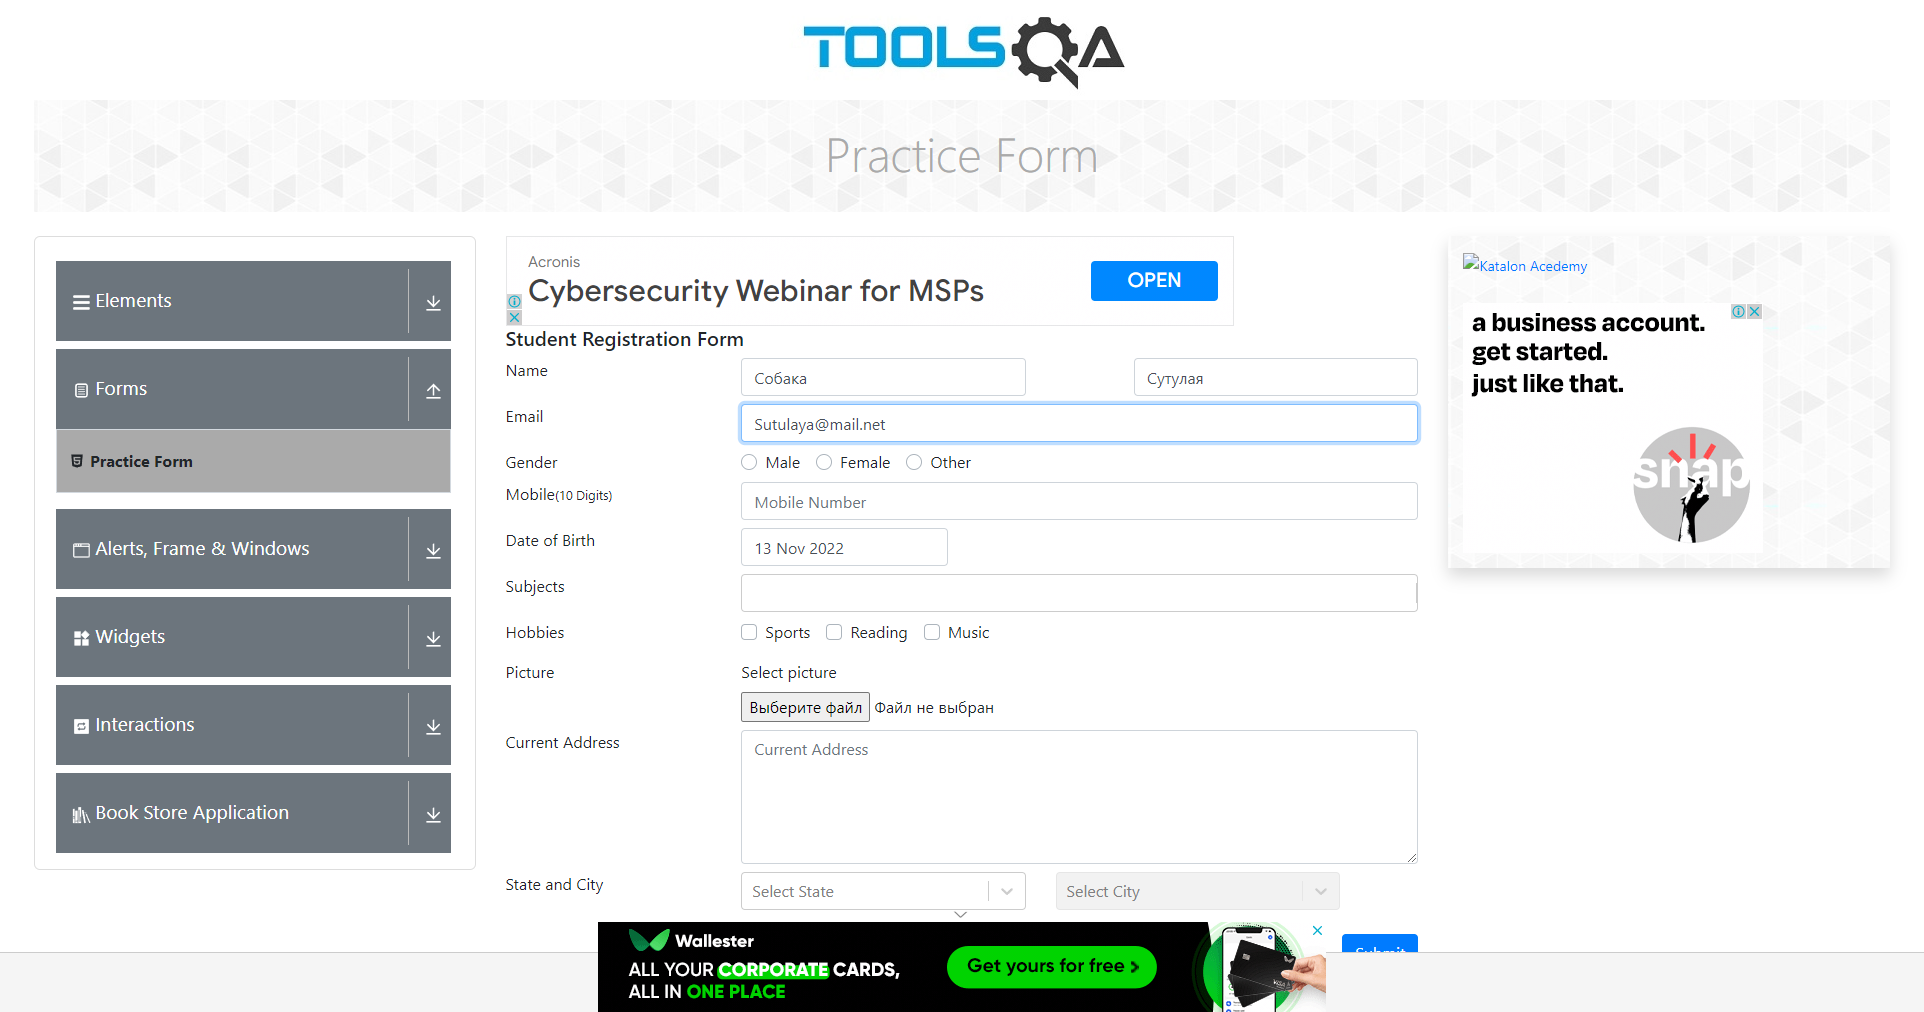 TOOLSQA
Practice Form
Elements
Forms
Practice Form
Alerts, Frame & Windows
Widgets
Interactions
Book Store Application
Acronis
Cybersecurity Webinar for MSPs
OPEN
Student Registration Form
Name
Собака
Сутулая
Email
Sutulaya@mail.net
Gender
Male
Female
Other
Mobile(10 Digits)
Mobile Number
Date of Birth
13 Nov 2022
Subjects
Hobbies
Sports
Reading
Music
Picture
Select picture
Выберите файл Файл не выбран
Current Address
Current Address
State and City
Select State
Select City
Submit
Katalon Acedemy
a business account.
get started.
just like that.
snap
Wallester
ALL YOUR CORPORATE CARDS,
ALL IN ONE PLACE
Get yours for free >